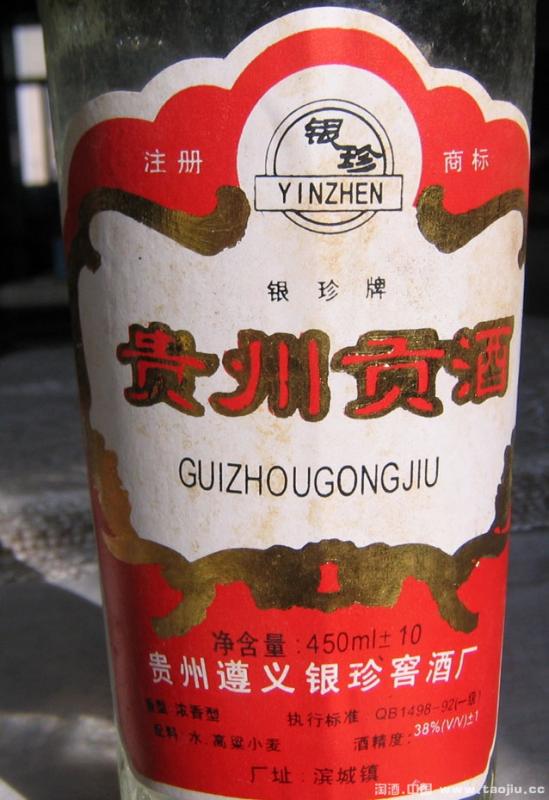 银珍
注册 商标
YINZHEN
银珍牌
贵州贡酒
GUIZHOUGONGJIU
净含量：450ml±10
贵州遵义银珍窖酒厂
香型：浓香型 执行标准 QB1498-92(一级)
配料：水.高粱小麦 酒精度：38%(V/V)±1
厂址：滨城镇
淘酒.中国 www.taojiu.cc